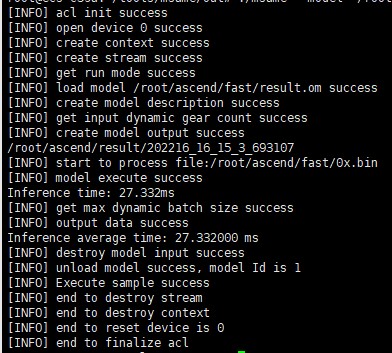 [INFO] acl init success
[INFO] open device 0 success
[INFO] create context success
[INFO] create stream success
[INFO] get run mode success
[INFO] load model /root/ascend/fast/result.om success
[INFO] create model description success
[INFO] get input dynamic gear count success
[INFO] create model output success
/root/ascend/result/202216_16_15_3_693107
[INFO] start to process file:/root/ascend/fast/0x.bin
[INFO] model execute success
Inference time: 27.332ms
[INFO] get max dynamic batch size success
[INFO] output data success
Inference average time: 27.332000 ms
[INFO] destroy model input success
[INFO] unload model success, model Id is 1
[INFO] Execute sample success
[INFO] end to destroy stream
[INFO] end to destroy context
[INFO] end to reset device is 0
[INFO] end to finalize acl